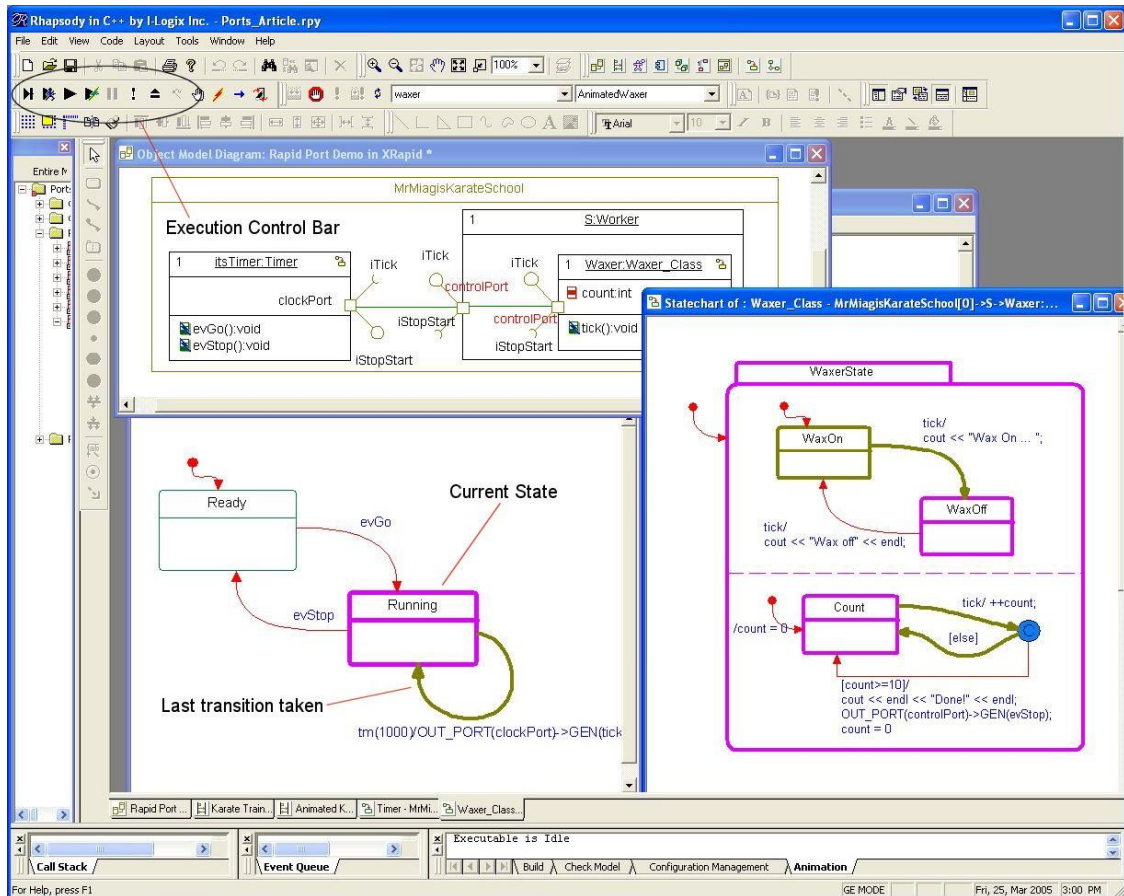 Rhapsody in C++ by I-Logix Inc. - Ports_Article.rpy
File Edit View Code Layout Tools Window Help
100%
waxer
AnimatedWaxer
Arial
10
Entire M
Port:
Object Model Diagram: Rapid Port Demo in XRapid *
MrMiagisKarateSchool
Execution Control Bar
1 itsTimer:Timer
clockPort
evGo():void
evStop():void
iTick
iStopStart
1 S:Worker
iTick
controlPort
iStopStart
iTick
controlPort
iStopStart
1 Waxer:Waxer_Class
count:int
tick():void
Statechart of : Waxer_Class - MrMiagisKarateSchool[0]->S->Waxer:...
WaxerState
WaxOn
tick/
cout << "Wax On ... ";
WaxOff
tick/
cout << "Wax off" << endl;
Count
tick/ ++count;
/count = 0
[else]
C
[count>=10]/
cout << endl << "Done!" << endl;
OUT_PORT(controlPort)->GEN(evStop);
count = 0
Ready
evGo
Current State
Running
evStop
Last transition taken
tm(1000)/OUT_PORT(clockPort)->GEN(tick
Rapid Port ...
Karate Train...
Animated K...
Timer - MrMi...
Waxer_Class...
Call Stack
Event Queue
Executable is Idle
Build Check Model Configuration Management Animation
For Help, press F1
GE MODE
Fri, 25, Mar 2005
3:00 PM